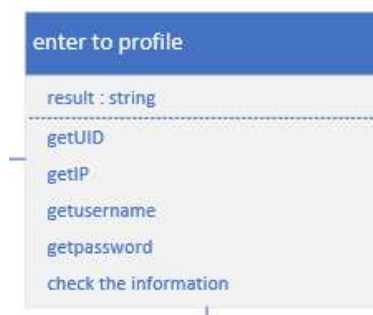 enter to profile
result : string
getUID
getIP
getusername
getpassword
check the information